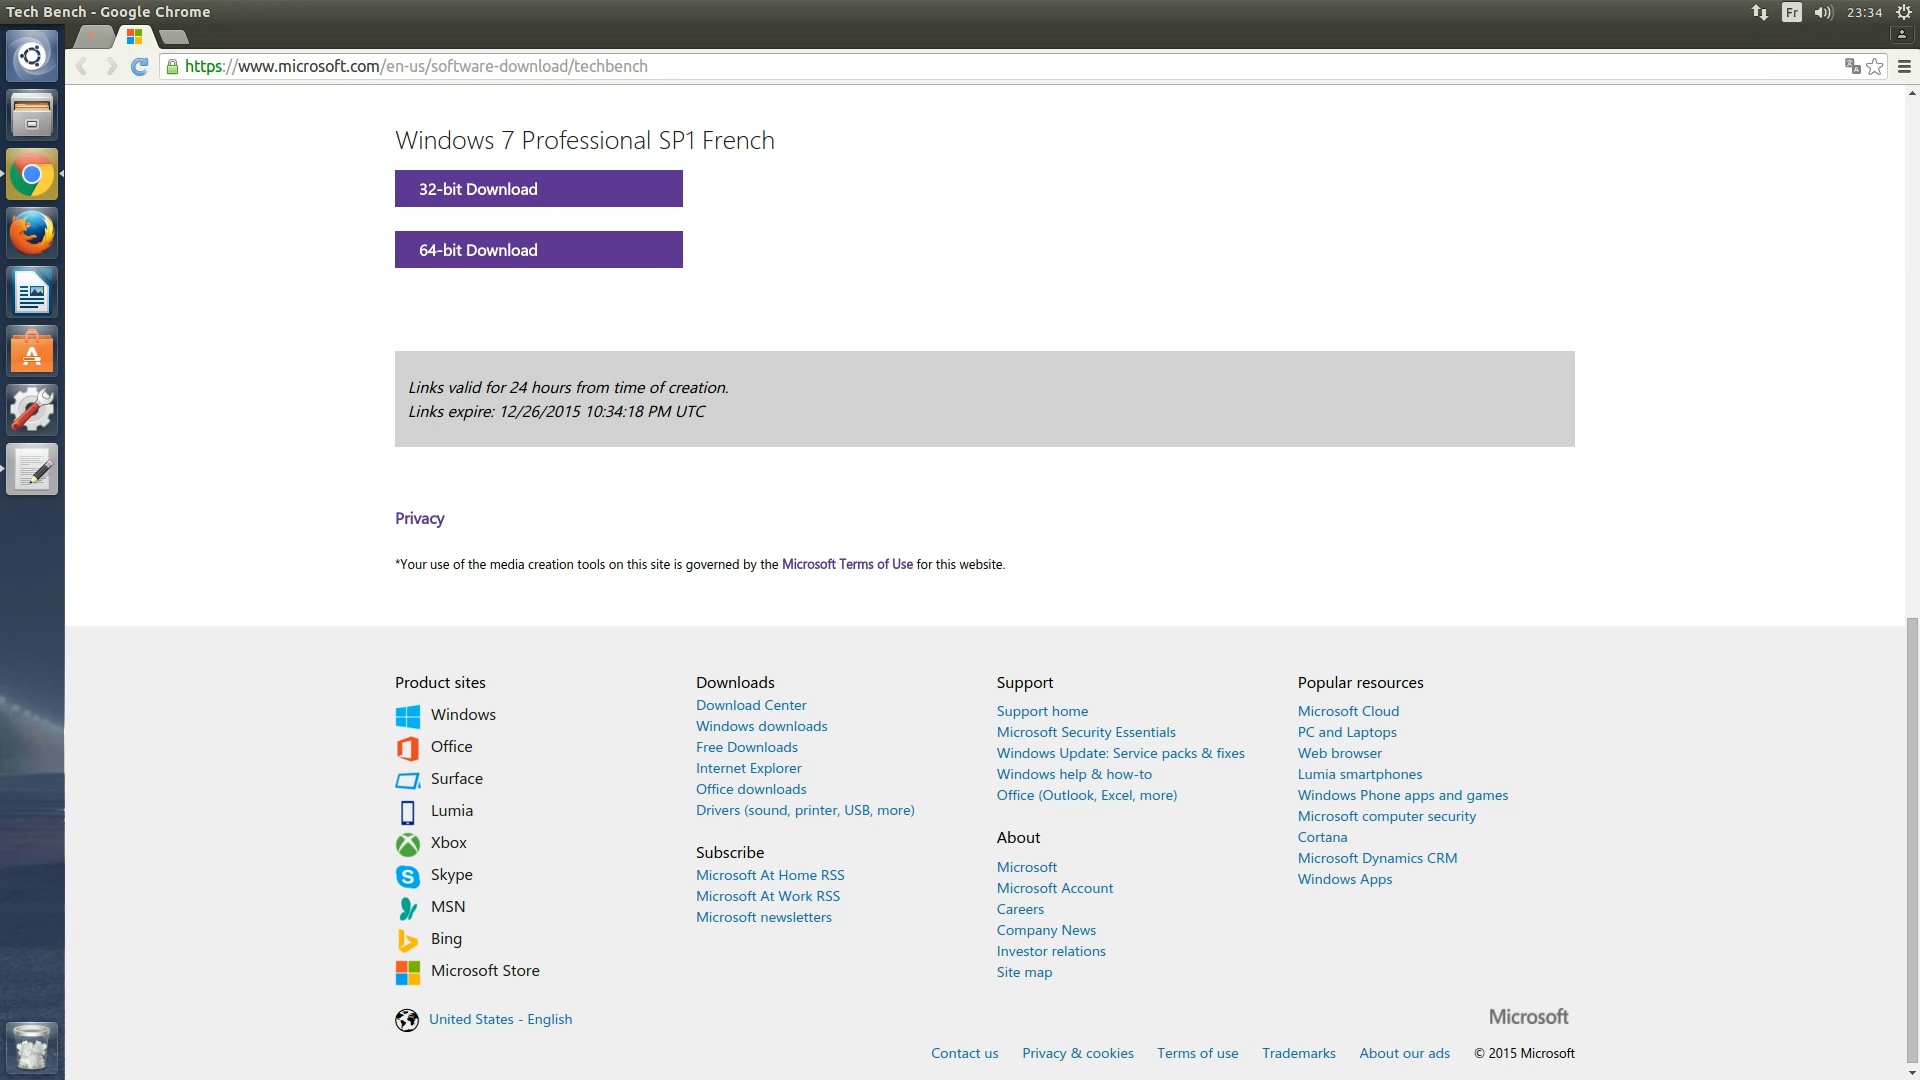 Tech Bench - Google Chrome
Fr
23:34
https://www.microsoft.com/en-us/software-download/techbench
Windows 7 Professional SP1 French
32-bit Download
64-bit Download
Links valid for 24 hours from time of creation.
Links expire: 12/26/2015 10:34:18 PM UTC
Privacy
*Your use of the media creation tools on this site is governed by the Microsoft Terms of Use for this website.
Product sites
Windows
Office
Surface
Lumia
Xbox
Skype
MSN
Bing
Microsoft Store
Downloads
Download Center
Windows downloads
Free Downloads
Internet Explorer
Office downloads
Drivers (sound, printer, USB, more)
Subscribe
Microsoft At Home RSS
Microsoft At Work RSS
Microsoft newsletters
Support
Support home
Microsoft Security Essentials
Windows Update: Service packs & fixes
Windows help & how-to
Office (Outlook, Excel, more)
About
Microsoft
Microsoft Account
Careers
Company News
Investor relations
Site map
Popular resources
Microsoft Cloud
PC and Laptops
Web browser
Lumia smartphones
Windows Phone apps and games
Microsoft computer security
Cortana
Microsoft Dynamics CRM
Windows Apps
United States - English
Microsoft
Contact us
Privacy & cookies
Terms of use
Trademarks
About our ads
© 2015 Microsoft